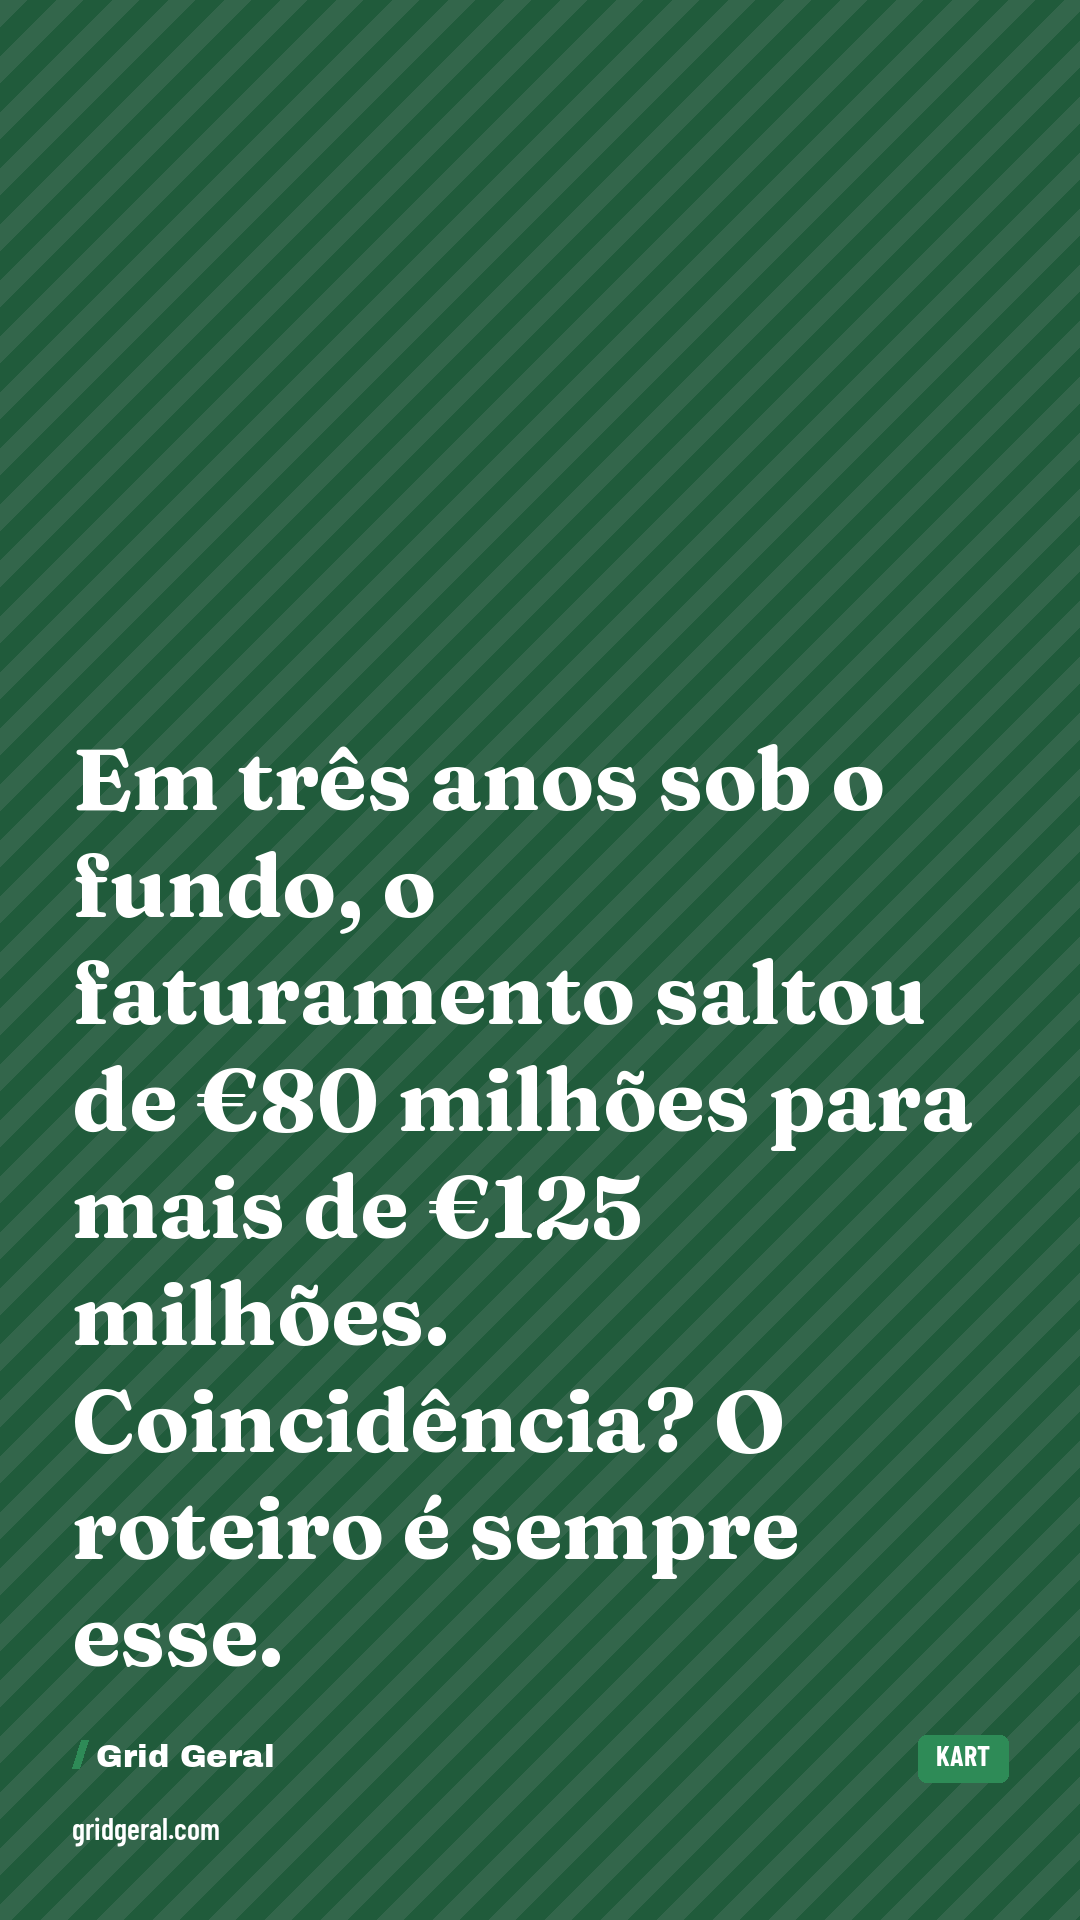 Em três anos sob o
fundo, o
faturamento saltou
de €80 milhões para
mais de €125
milhões.
Coincidência? O
roteiro é sempre
esse.
/ Grid Geral
KART
gridgeral.com